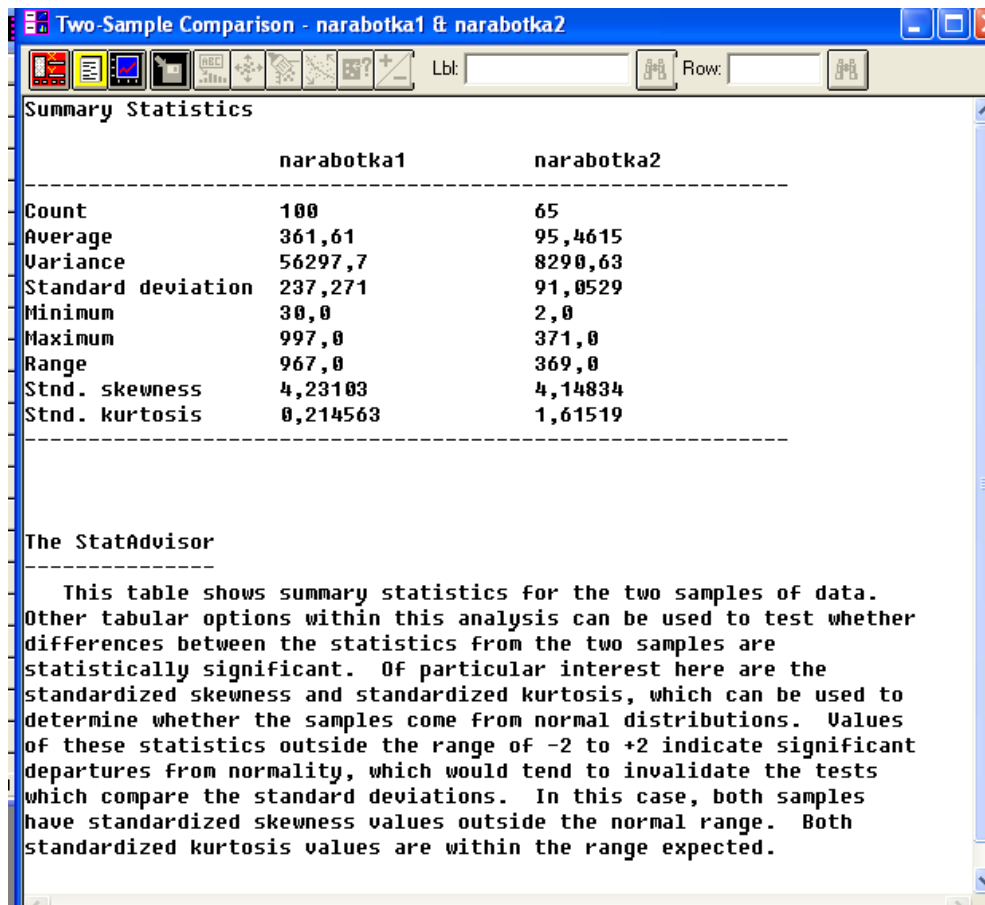 Two-Sample Comparison - narabotka1 & narabotka2
Lbl: Row:
Summary Statistics
narabotka1 narabotka2
------------------------------------------------------------
Count 100 65
Average 361,61 95,4615
Variance 56297,7 8290,63
Standard deviation 237,271 91,0529
Minimum 30,0 2,0
Maximum 997,0 371,0
Range 967,0 369,0
Stnd. skewness 4,23103 4,14834
Stnd. kurtosis 0,214563 1,61519
------------------------------------------------------------
The StatAdvisor
---------------
This table shows summary statistics for the two samples of data.
Other tabular options within this analysis can be used to test whether
differences between the statistics from the two samples are
statistically significant. Of particular interest here are the
standardized skewness and standardized kurtosis, which can be used to
determine whether the samples come from normal distributions. Values
of these statistics outside the range of -2 to +2 indicate significant
departures from normality, which would tend to invalidate the tests
which compare the standard deviations. In this case, both samples
have standardized skewness values outside the normal range. Both
standardized kurtosis values are within the range expected.